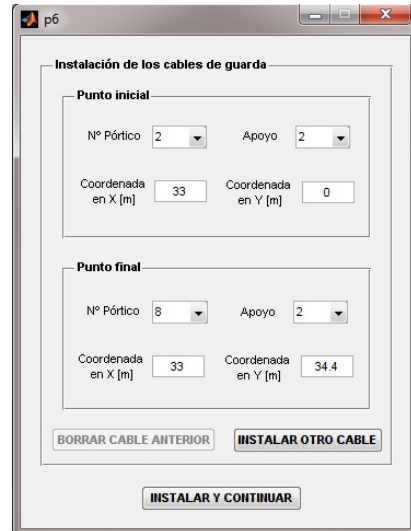 p6
Instalación de los cables de guarda
Punto inicial
Nº Pórtico 2 Apoyo 2
Coordenada en X [m] 33 Coordenada en Y [m] 0
Punto final
Nº Pórtico 8 Apoyo 2
Coordenada en X [m] 33 Coordenada en Y [m] 34.4
BORRAR CABLE ANTERIOR INSTALAR OTRO CABLE
INSTALAR Y CONTINUAR